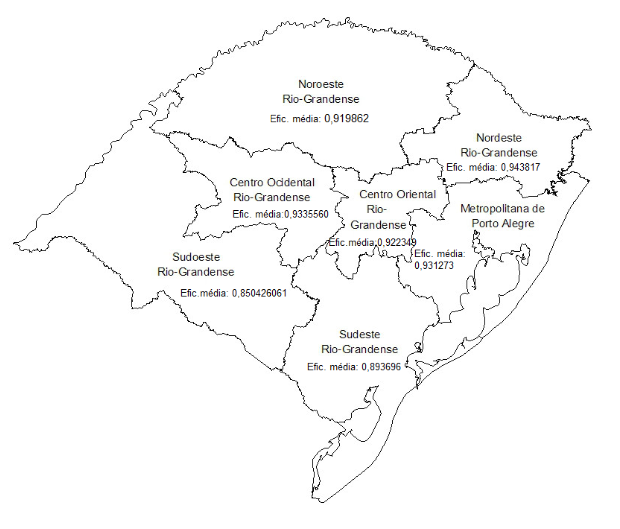 Noroeste
Rio-Grandense
Efic. média: 0,919862
Nordeste
Rio-Grandense
Efic. média: 0,943817
Centro Ocidental
Rio-Grandense
Efic. média:0,9335560
Centro Oriental
Rio-
Grandense
Efic. média:0,922349
Metropolitana de
Porto Alegre
Efic. média:
0,931273
Sudoeste
Rio-Grandense
Efic.média: 0,850426061
Sudeste
Rio-Grandense
Efic. média: 0,893696